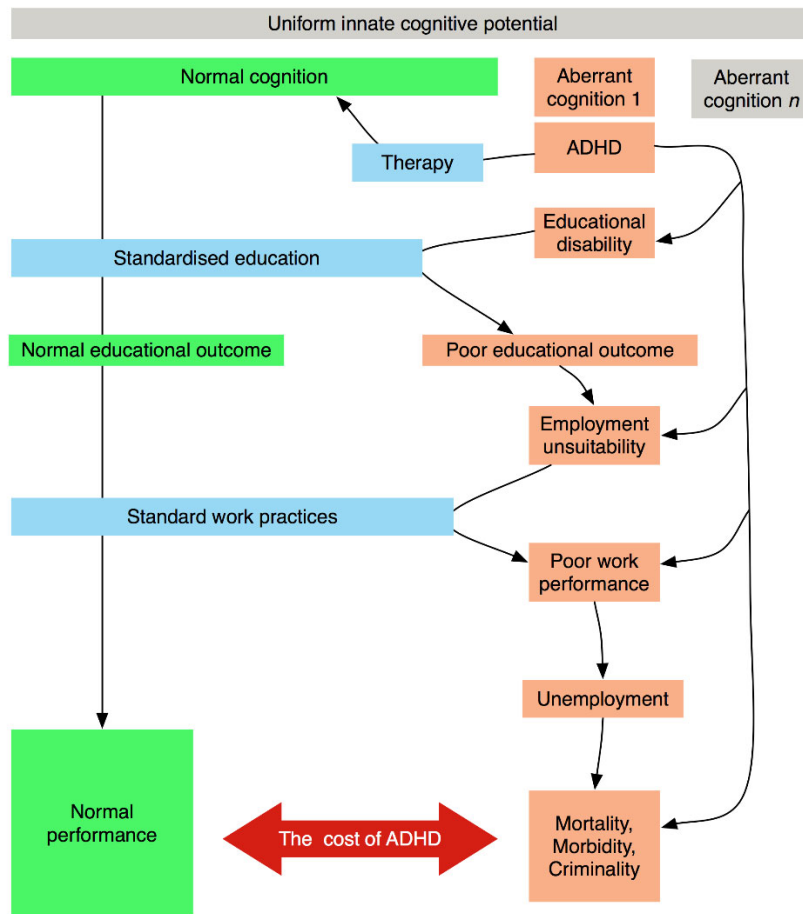 Uniform innate cognitive potential
Normal cognition
Aberrant
cognition 1
Aberrant
cognition n
Therapy
ADHD
Educational
disability
Standardised education
Normal educational outcome
Poor educational outcome
Employment
unsuitability
Standard work practices
Poor work
performance
Unemployment
Normal
performance
The cost of ADHD
Mortality,
Morbidity,
Criminality